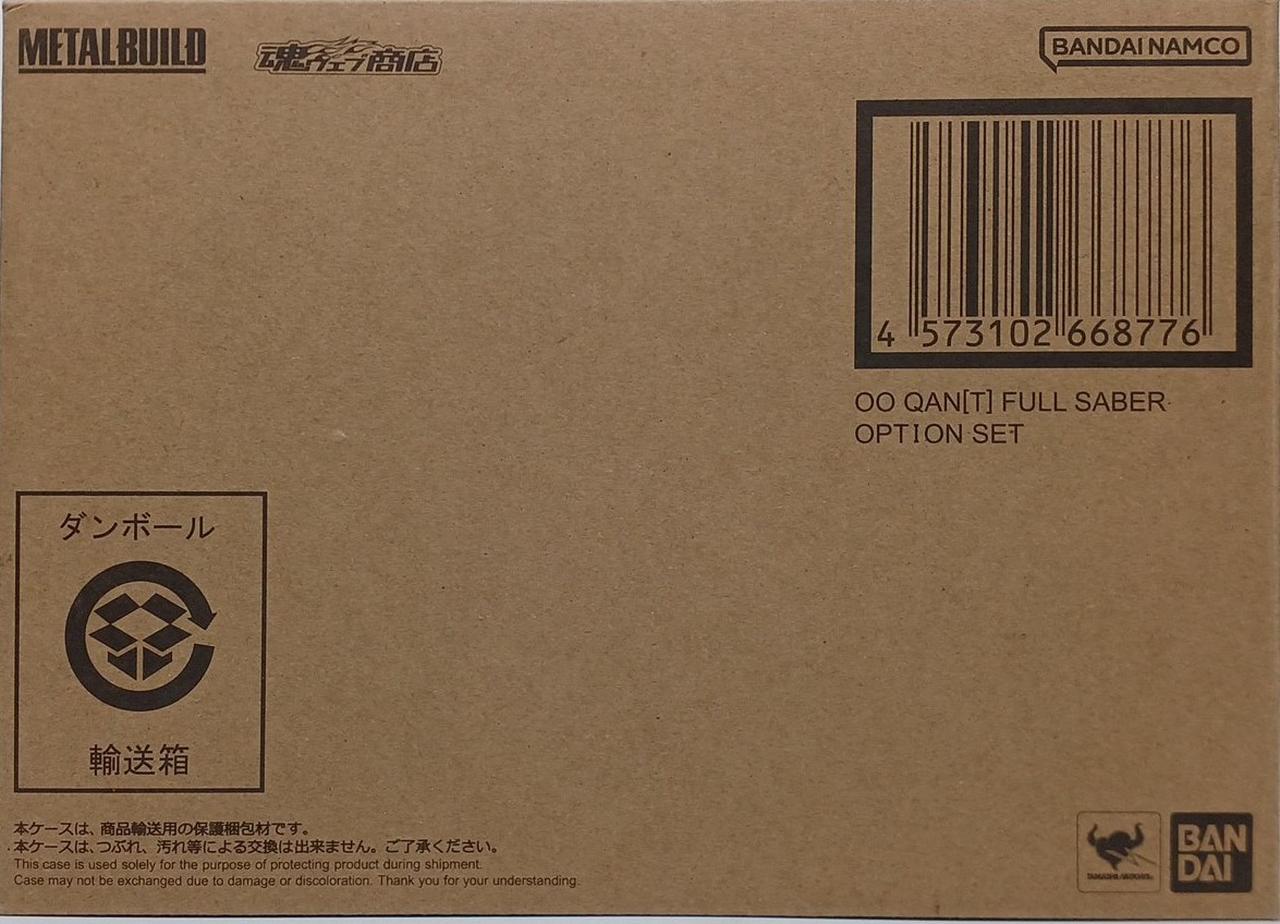 METAL BUILD
魂ウェブ商店
BANDAI NAMCO
4 573102 668776
OO QAN[T] FULL SABER
OPTION SET
ダンボール
輸送箱
本ケースは、商品輸送用の保護梱包材です。
本ケースは、つぶれ、汚れ等による交換は出来ません。ご了承ください。
This case is used solely for the purpose of protecting product during shipment.
Case may not be exchanged due to damage or discoloration. Thank you for your understanding.
TAMASHII NATIONS
BAN
DAI